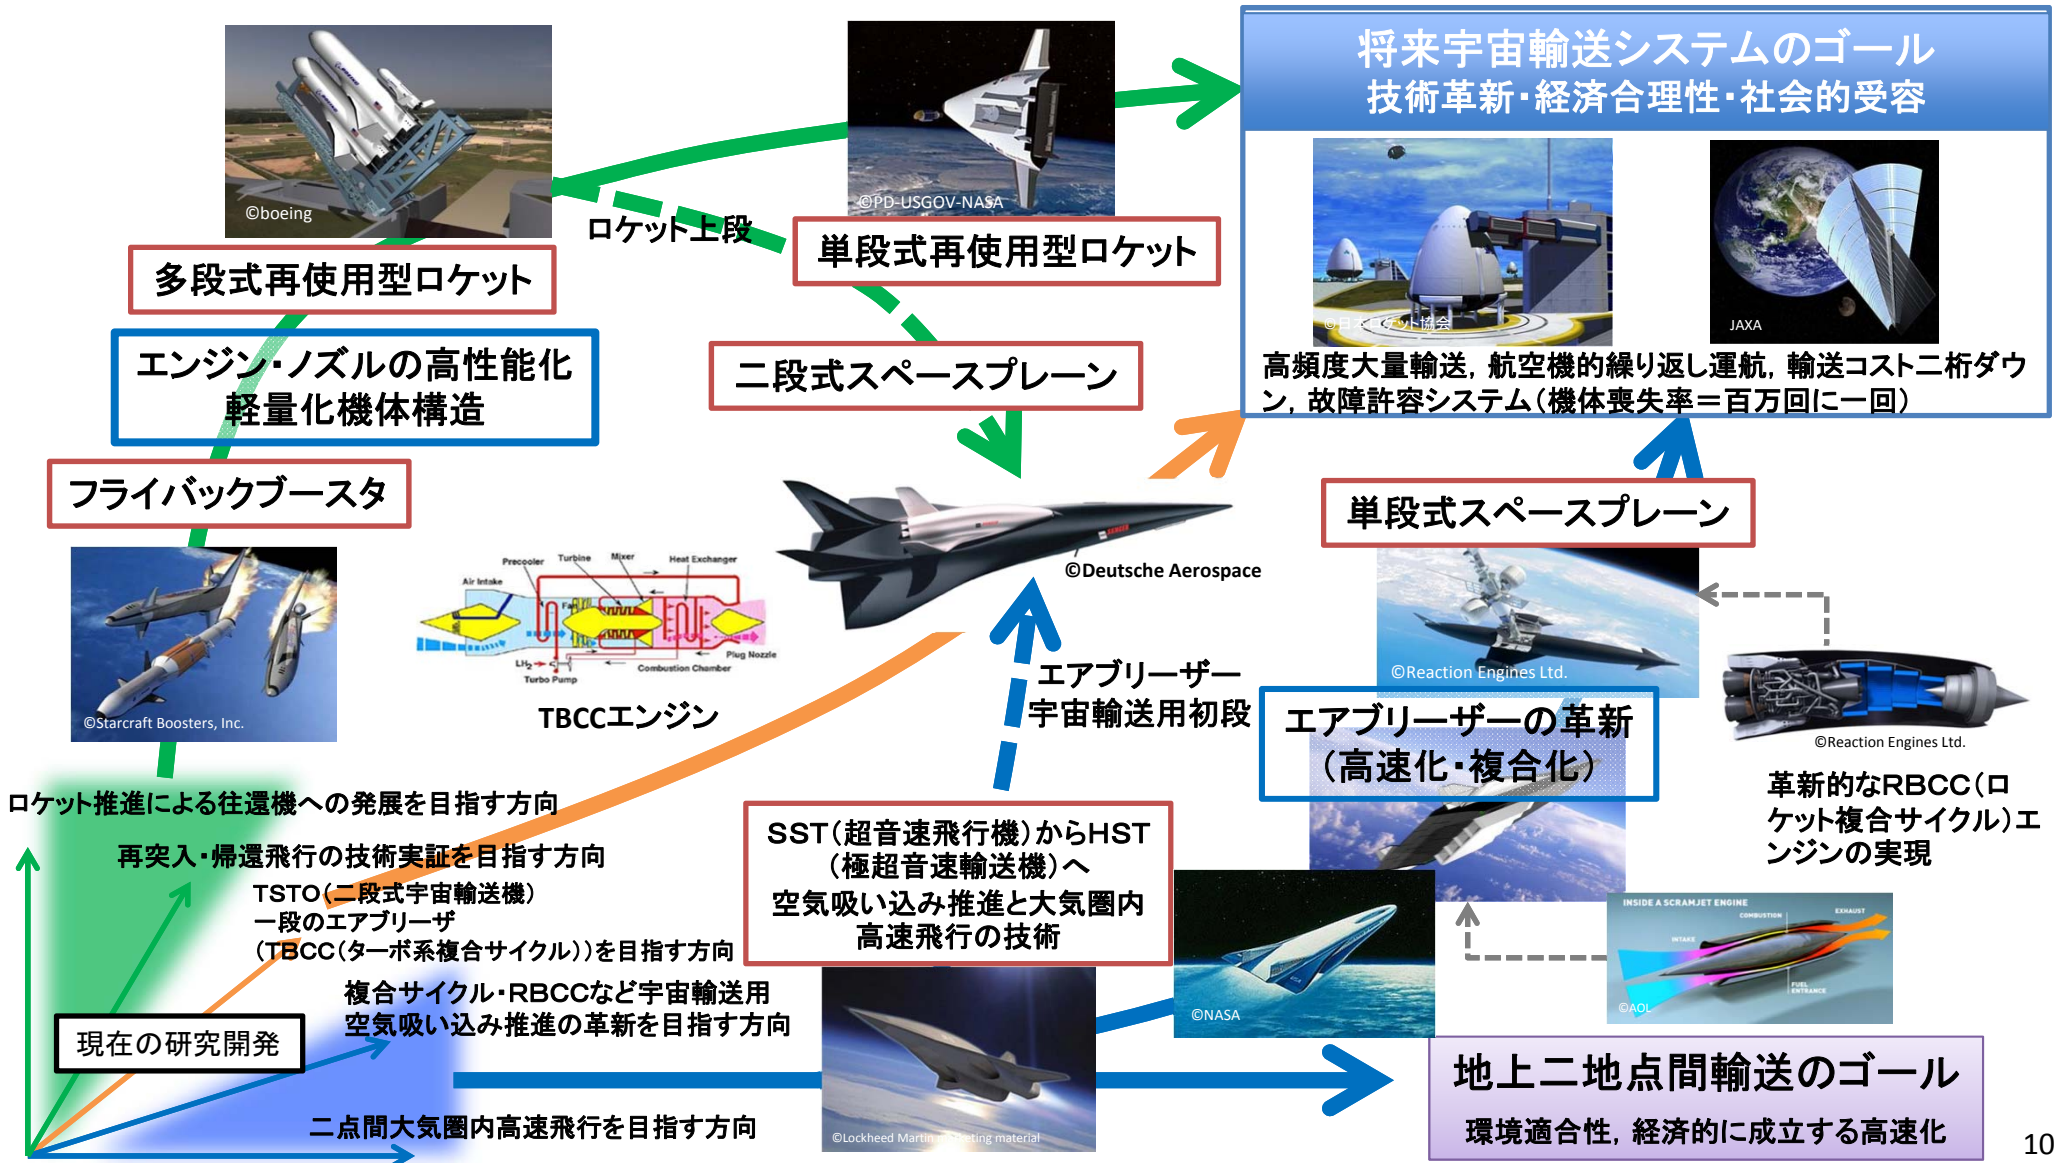 将来宇宙輸送システムのゴール
技術革新・経済合理性・社会的受容
©boeing
©PD-USGOV-NASA
©日本ロケット協会
JAXA
高頻度大量輸送，航空機的繰り返し運航，輸送コスト二桁ダウ
ン，故障許容システム（機体喪失率＝百万回に一回）
ロケット上段
多段式再使用型ロケット
単段式再使用型ロケット
エンジン・ノズルの高性能化
軽量化機体構造
二段式スペースプレーン
フライバックブースタ
単段式スペースプレーン
©Starcraft Boosters, Inc.
Precooler
Turbine
Mixer
Heat Exchanger
Air Intake
Fan
LH2
Turbo Pump
Combustion Chamber
Plug Nozzle
TBCCエンジン
©Deutsche Aerospace
エアブリーザー
宇宙輸送用初段
©Reaction Engines Ltd.
エアブリーザーの革新
（高速化・複合化）
©Reaction Engines Ltd.
革新的なRBCC（ロ
ケット複合サイクル）エ
ンジンの実現
ロケット推進による往還機への発展を目指す方向
再突入・帰還飛行の技術実証を目指す方向
TSTO（二段式宇宙輸送機）
一段のエアブリーザ
（TBCC（ターボ系複合サイクル））を目指す方向
複合サイクル・RBCCなど宇宙輸送用
空気吸い込み推進の革新を目指す方向
現在の研究開発
二点間大気圏内高速飛行を目指す方向
SST（超音速飛行機）からHST
（極超音速輸送機）へ
空気吸い込み推進と大気圏内
高速飛行の技術
©NASA
©Lockheed Martin marketing material
INSIDE A SCRAMJET ENGINE
COMBUSTION
EXHAUST
INTAKE
FUEL
ENTRANCE
©AOL
地上二地点間輸送のゴール
環境適合性，経済的に成立する高速化
10